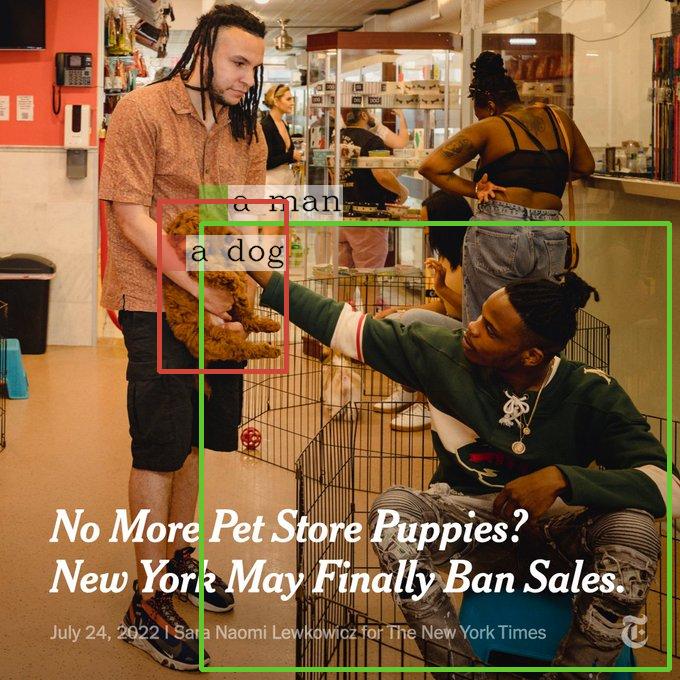 a man
a dog
No More Pet Store Puppies?
New York May Finally Ban Sales.
July 24, 2022 | Sara Naomi Lewkowicz for The New York Times
T